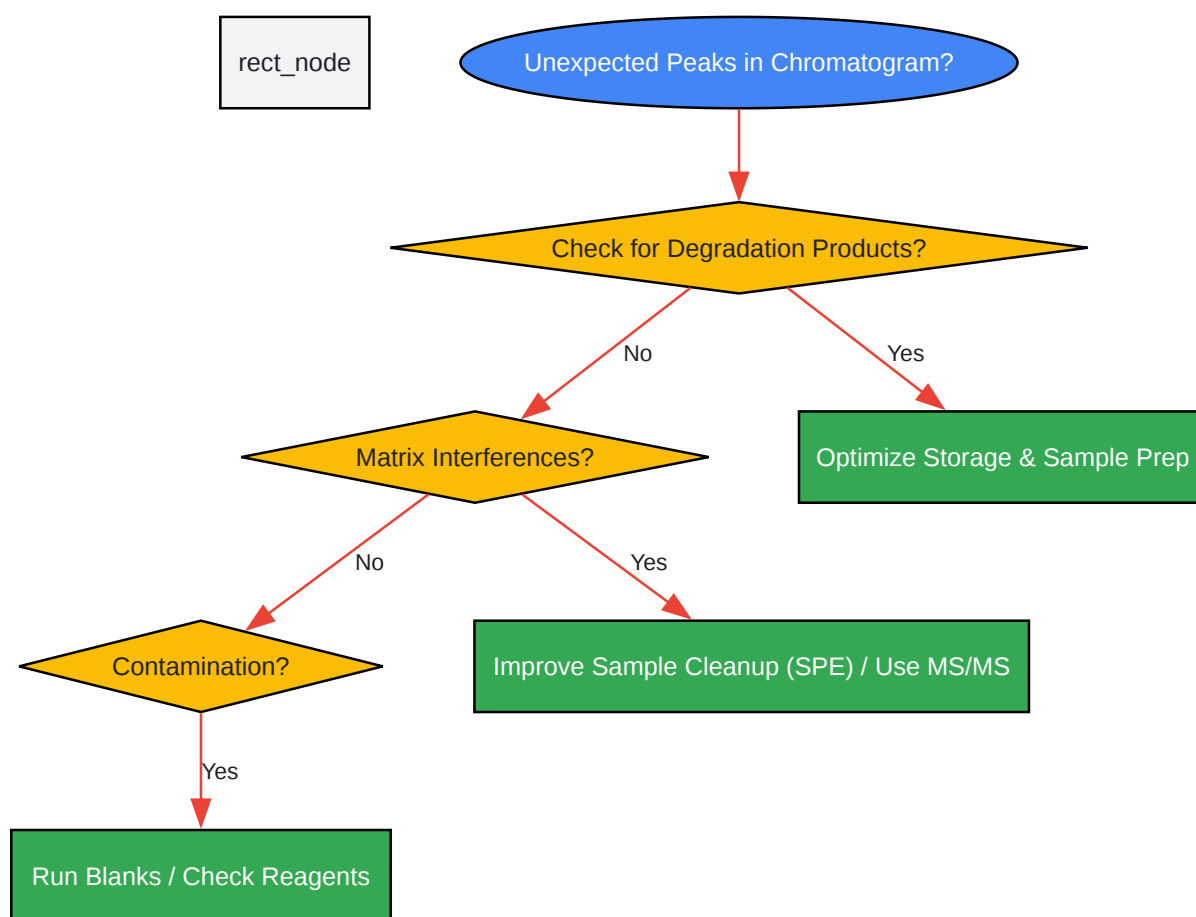 rect_node
Unexpected Peaks in Chromatogram?
Check for Degradation Products?
No
Yes
Matrix Interferences?
Optimize Storage & Sample Prep
No
Yes
Contamination?
Improve Sample Cleanup (SPE) / Use MS/MS
Yes
Run Blanks / Check Reagents